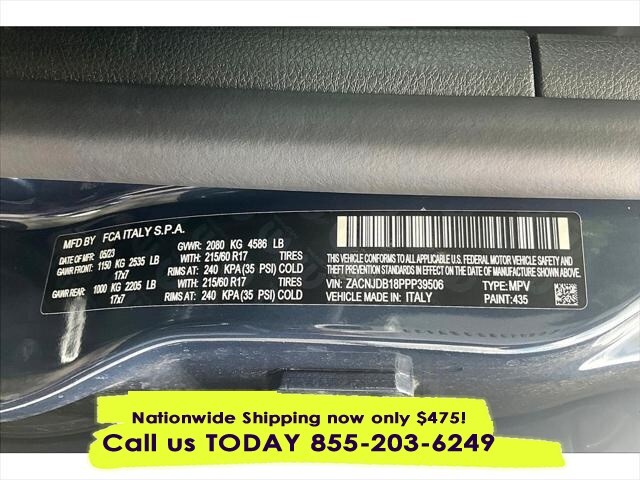 MFD BY: FCA ITALY S.P.A.
DATE OF MFR: 05/23 GVWR: 2080 KG 4586 LB
GAWR FRONT: 1150 KG 2535 LB 215/60 R17 TIRES
17x7 RIMS AT: 240 KPA (35 PSI) COLD
GAWR REAR: 1000 KG 2205 LB WITH: 215/60 R17 TIRES
17x7 RIMS AT: 240 KPA (35 PSI) COLD
THIS VEHICLE CONFORMS TO ALL APPLICABLE
U.S. FEDERAL MOTOR VEHICLE SAFETY AND
THEFT PREVENTION STANDARDS IN EFFECT
ON THE DATE OF MANUFACTURE SHOWN ABOVE.
VIN: ZACNJDB18PPP39506 TYPE: MPV
MADE IN: ITALY PAINT: 435
Nationwide Shipping now only $475!
Call us TODAY 855-203-6249